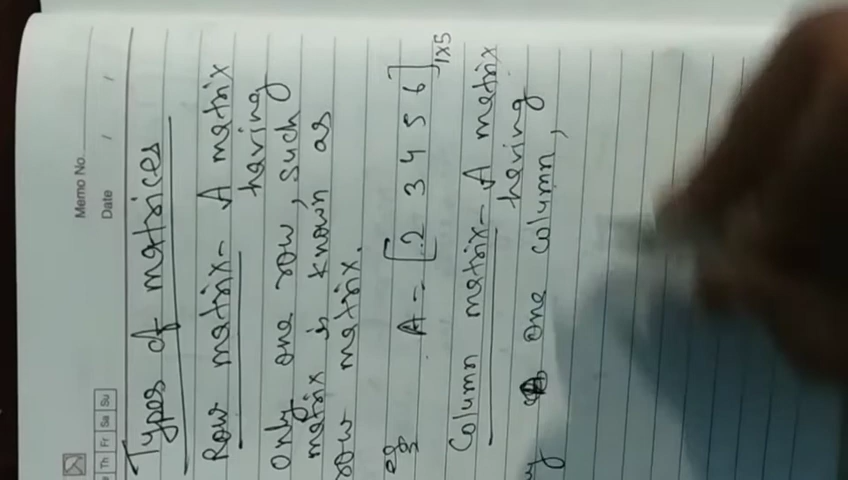 Memo No.
Date / /
Th Fr Sa Su
Types of matrices
Row matrix - A matrix
having
only one row, such
matrix is known as
row matrix.
eg A = [2 3 4 5 6]1x5
Column matrix - A matrix
having
one column,